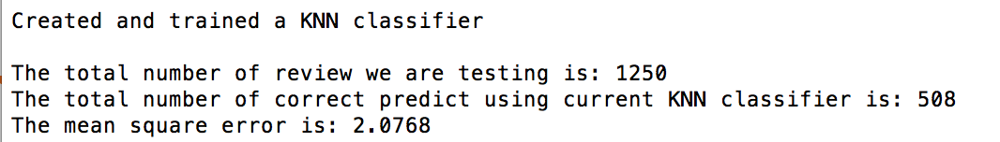 Created and trained a KNN classifier
The total number of review we are testing is: 1250
The total number of correct predict using current KNN classifier is: 508
The mean square error is: 2.0768